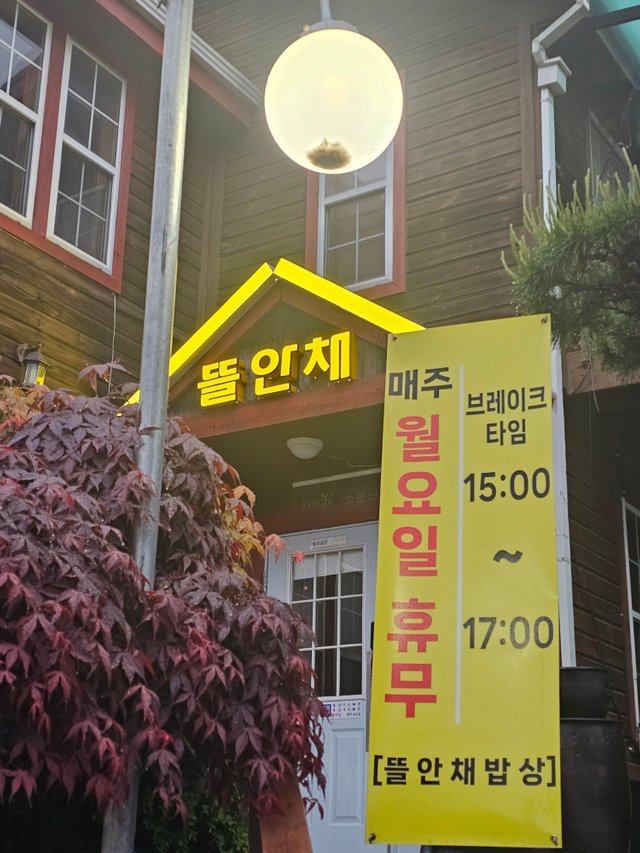 뜰안채
매주
월요일 휴무
브레이크
타임
15:00
~
17:00
[뜰안채밥상]
Yangju